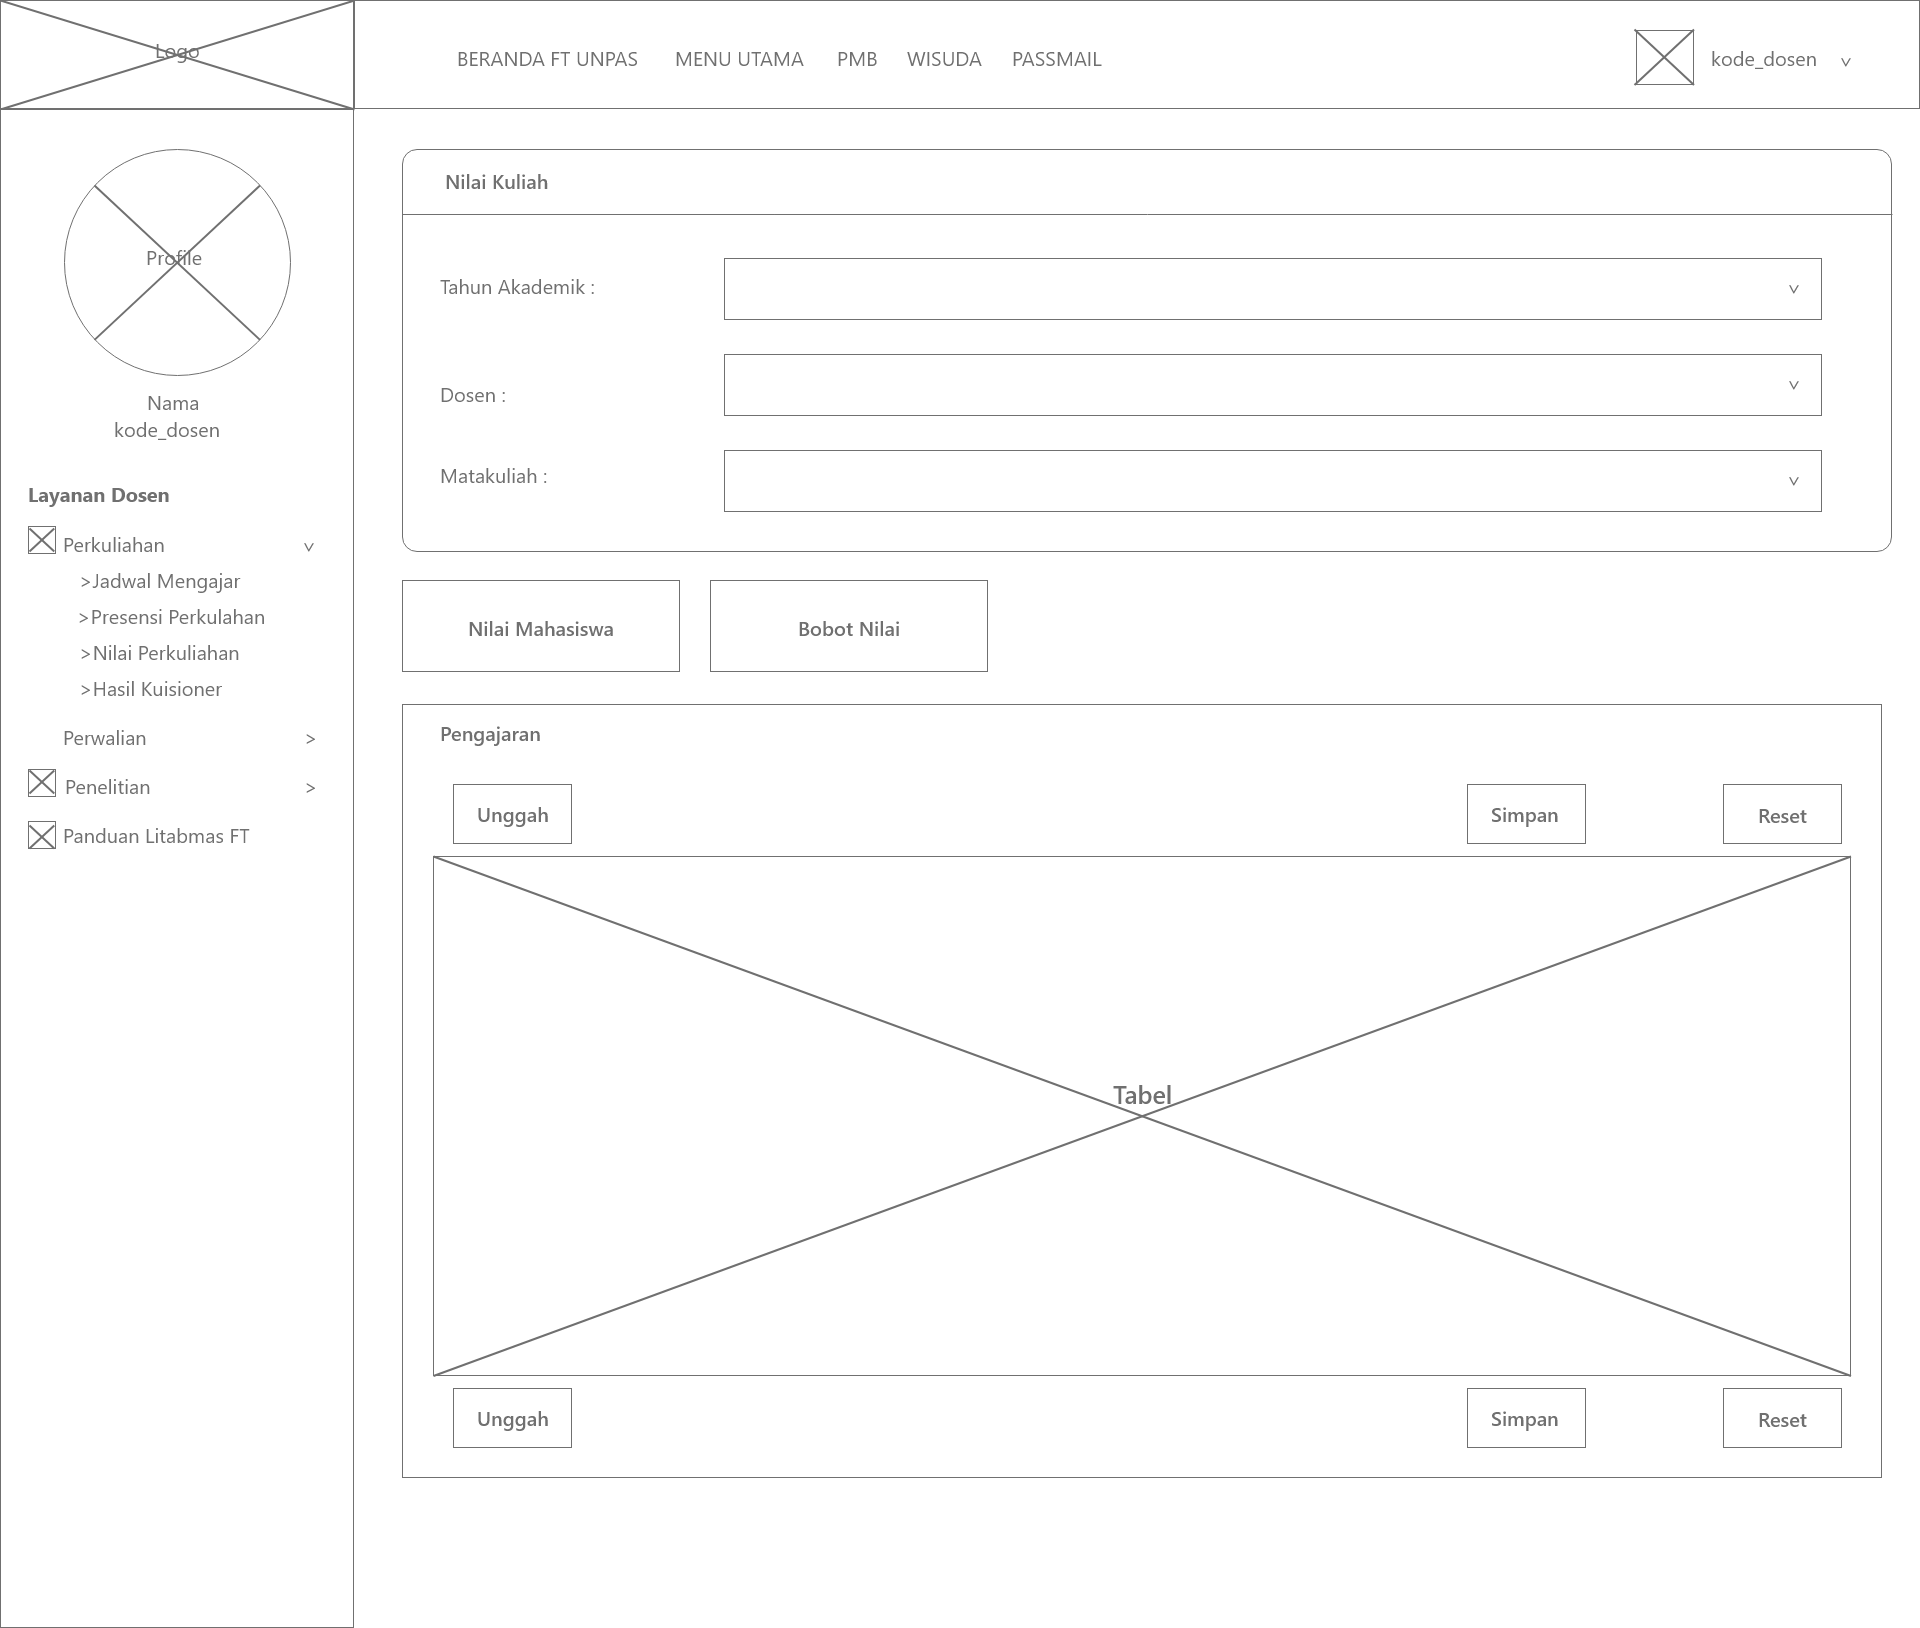 Logo
BERANDA FT UNPAS MENU UTAMA PMB WISUDA PASSMAIL kode_dosen v
Profile
Nama
kode_dosen
Layanan Dosen
Perkuliahan v
>Jadwal Mengajar
>Presensi Perkulahan
>Nilai Perkuliahan
>Hasil Kuisioner
Perwalian >
Penelitian >
Panduan Litabmas FT
Nilai Kuliah
Tahun Akademik : v
Dosen : v
Matakuliah : v
Nilai Mahasiswa Bobot Nilai
Pengajaran
Unggah Simpan Reset
Tabel
Unggah Simpan Reset